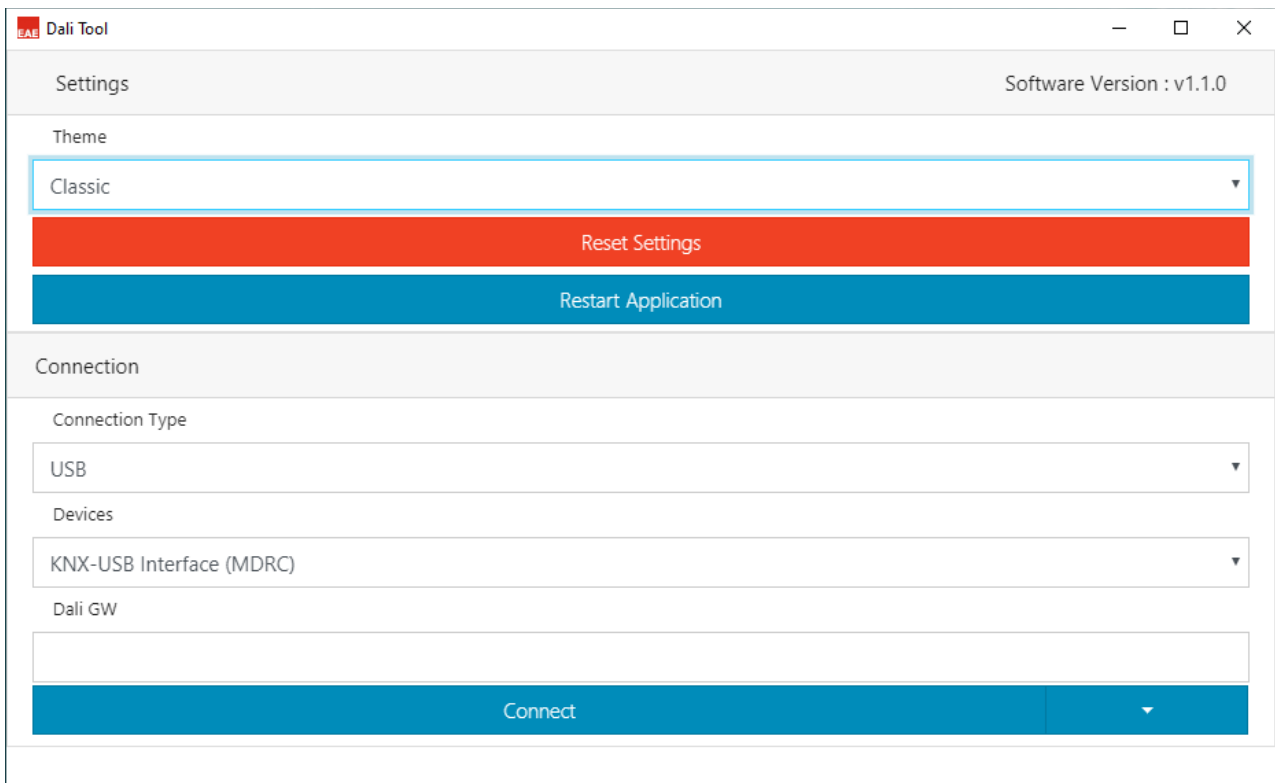 EAE Dali Tool
Settings Software Version : v1.1.0
Theme
Classic
Reset Settings
Restart Application
Connection
Connection Type
USB
Devices
KNX-USB Interface (MDRC)
Dali GW
Connect